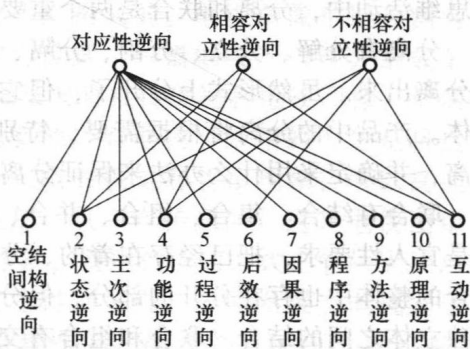 对应性逆向
相容对
立性逆向
不相容对
立性逆向
1
空间结构逆向
2
状态逆向
3
主次逆向
4
功能逆向
5
过程逆向
6
后效逆向
7
因果逆向
8
程序逆向
9
方法逆向
10
原理逆向
11
互动逆向